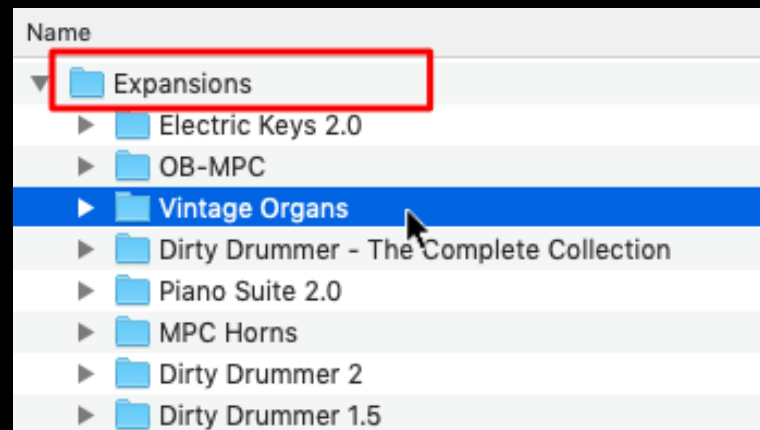 Name
Expansions
Electric Keys 2.0
OB-MPC
Vintage Organs
Dirty Drummer - The Complete Collection
Piano Suite 2.0
MPC Horns
Dirty Drummer 2
Dirty Drummer 1.5